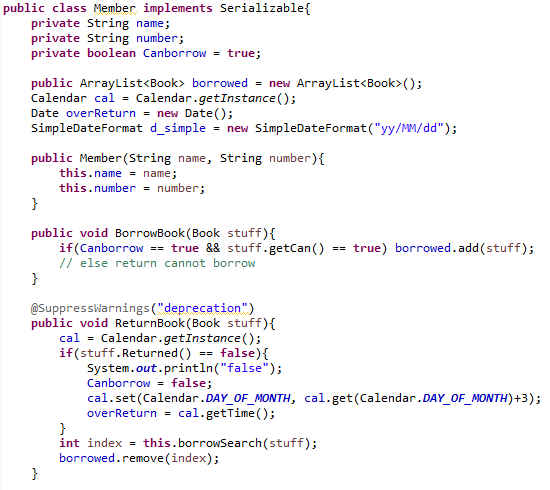 public class Member implements Serializable{
    private String name;
    private String number;
    private boolean Canborrow = true;

    public ArrayList<Book> borrowed = new ArrayList<Book>();
    Calendar cal = Calendar.getInstance();
    Date overReturn = new Date();
    SimpleDateFormat d_simple = new SimpleDateFormat("yy/MM/dd");

    public Member(String name, String number){
        this.name = name;
        this.number = number;
    }

    public void BorrowBook(Book stuff){
        if(Canborrow == true && stuff.getCan() == true) borrowed.add(stuff);
        // else return cannot borrow
    }

    @SuppressWarnings("deprecation")
    public void ReturnBook(Book stuff){
        cal = Calendar.getInstance();
        if(stuff.Returned() == false){
            System.out.println("false");
            Canborrow = false;
            cal.set(Calendar.DAY_OF_MONTH, cal.get(Calendar.DAY_OF_MONTH)+3);
            overReturn = cal.getTime();
        }
        int index = this.borrowSearch(stuff);
        borrowed.remove(index);
    }